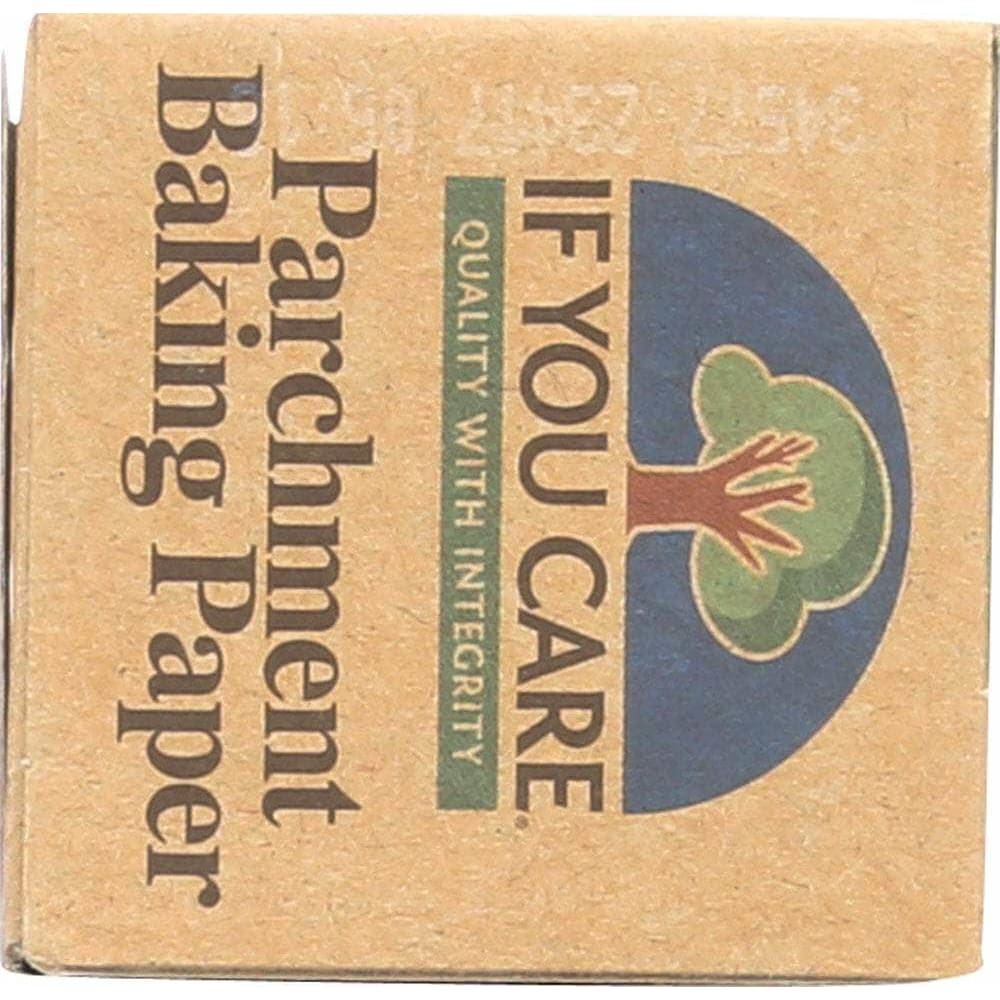 IF YOU CARE®
QUALITY WITH INTEGRITY
Parchment
Baking Paper